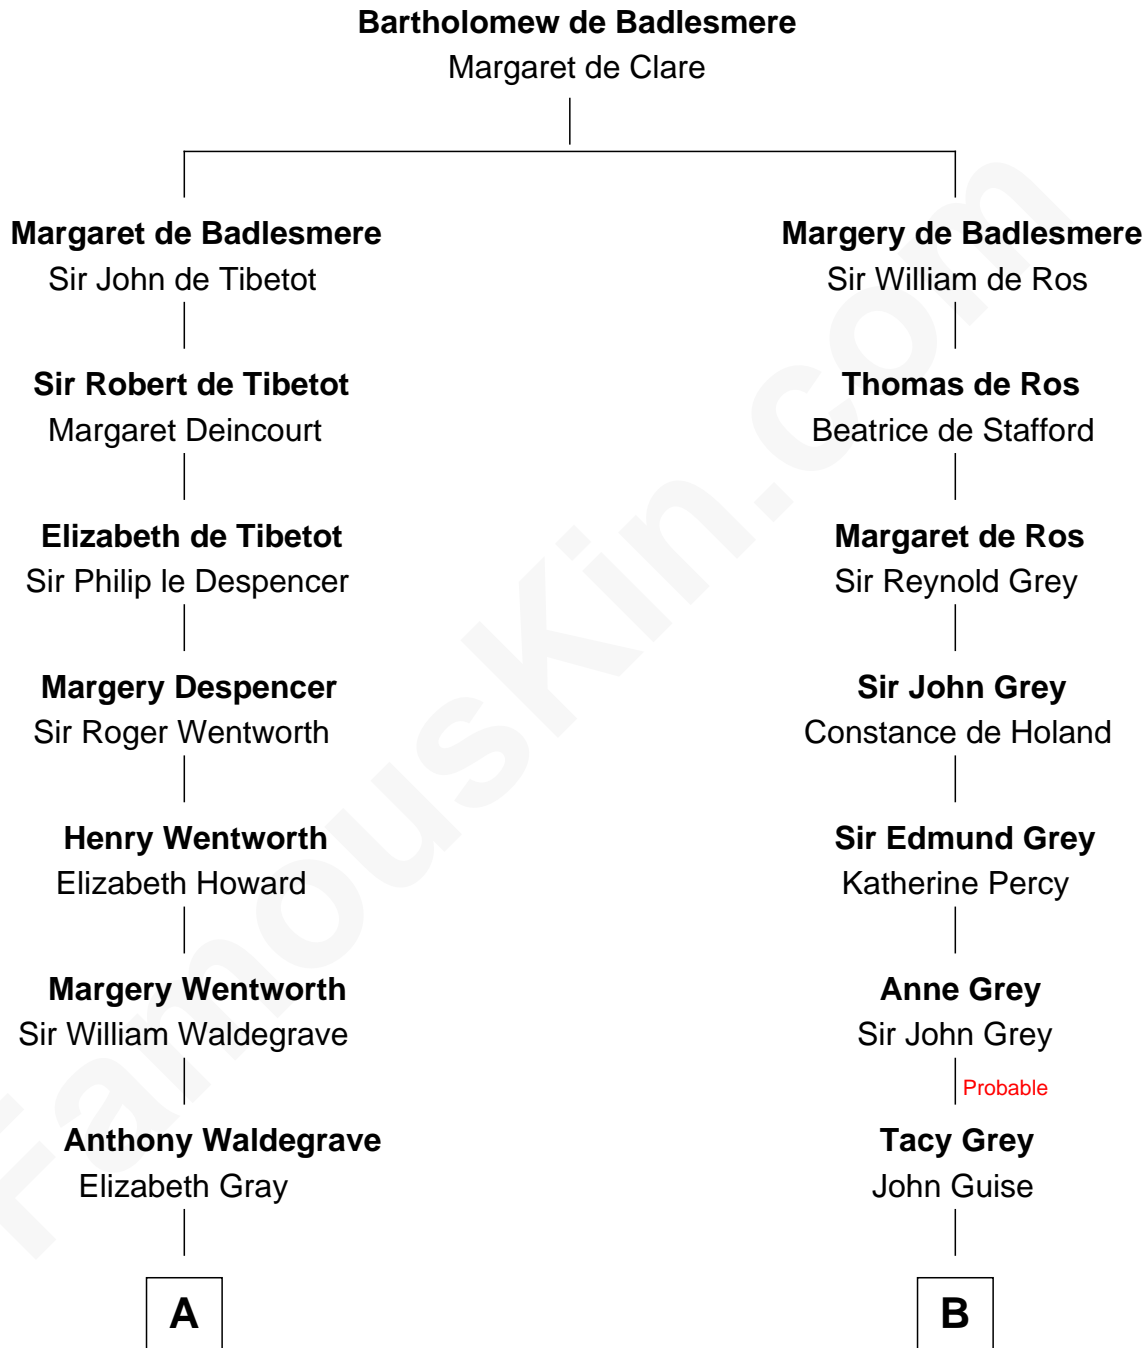 Bartholomew de Badlesmere
Margaret de Clare
Margaret de Badlesmere
Sir John de Tibetot
Margery de Badlesmere
Sir William de Ros
Sir Robert de Tibetot
Margaret Deincourt
Thomas de Ros
Beatrice de Stafford
Elizabeth de Tibetot
Sir Philip le Despencer
Margaret de Ros
Sir Reynold Grey
Margery Despencer
Sir Roger Wentworth
Sir John Grey
Constance de Holand
Henry Wentworth
Elizabeth Howard
Sir Edmund Grey
Katherine Percy
Margery Wentworth
Sir William Waldegrave
Anne Grey
Sir John Grey
Probable
Anthony Waldegrave
Elizabeth Gray
Tacy Grey
John Guise
A
B
FamousKin.com